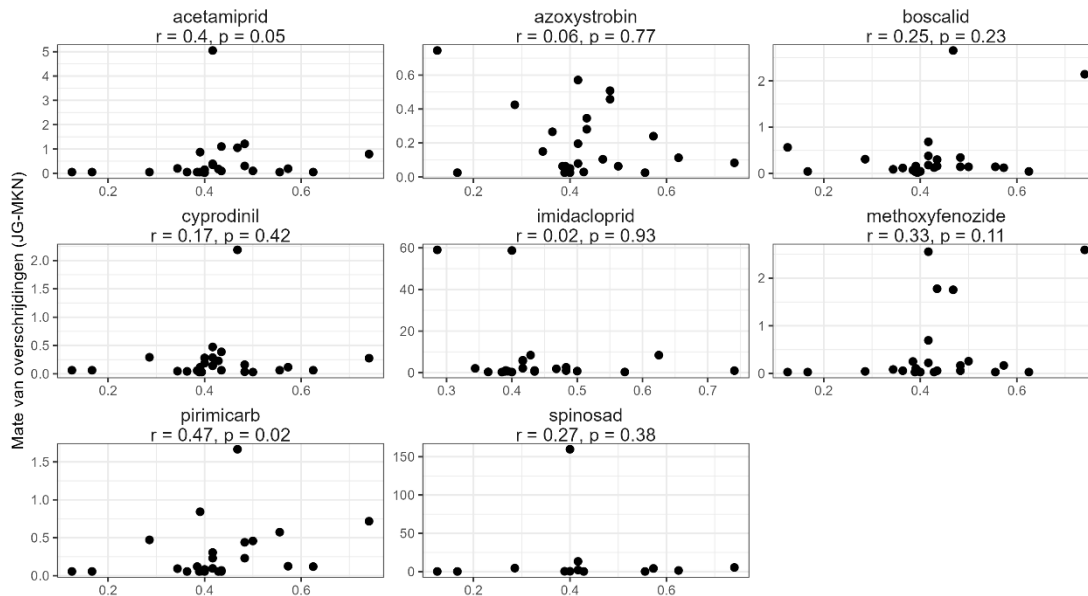 acetamiprid
r = 0.4, p = 0.05
azoxystrobin
r = 0.06, p = 0.77
boscalid
r = 0.25, p = 0.23
5
4
3
2
1
0
0.2 0.4 0.6
0.6
0.4
0.2
0.0
0.2 0.4 0.6
2
1
0
0.2 0.4 0.6
Mate van overschrijdingen (JG-MKN)
cyprodinil
r = 0.17, p = 0.42
imidacloprid
r = 0.02, p = 0.93
methoxyfenozide
r = 0.33, p = 0.11
2.0
1.5
1.0
0.5
0.0
0.2 0.4 0.6
60
40
20
0
0.3 0.4 0.5 0.6 0.7
2
1
0
0.2 0.4 0.6
pirimicarb
r = 0.47, p = 0.02
spinosad
r = 0.27, p = 0.38
1.5
1.0
0.5
0.0
0.2 0.4 0.6
150
100
50
0
0.2 0.4 0.6